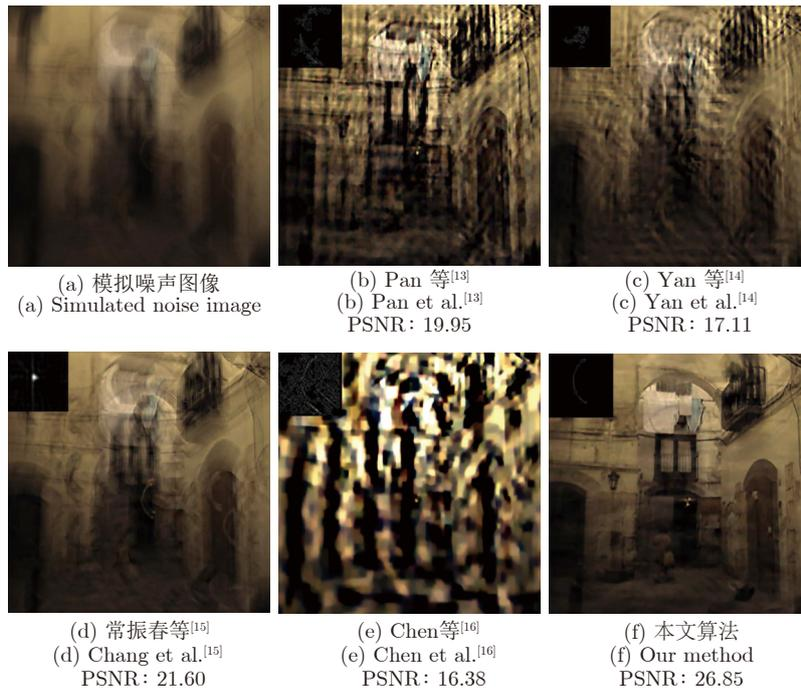 (a) 模拟噪声图像
(a) Simulated noise image
(b) Pan 等[13]
(b) Pan et al.[13]
PSNR: 19.95
(c) Yan 等[14]
(c) Yan et al.[14]
PSNR: 17.11
(d) 常振春等[15]
(d) Chang et al.[15]
PSNR: 21.60
(e) Chen等[16]
(e) Chen et al.[16]
PSNR: 16.38
(f) 本文算法
(f) Our method
PSNR: 26.85